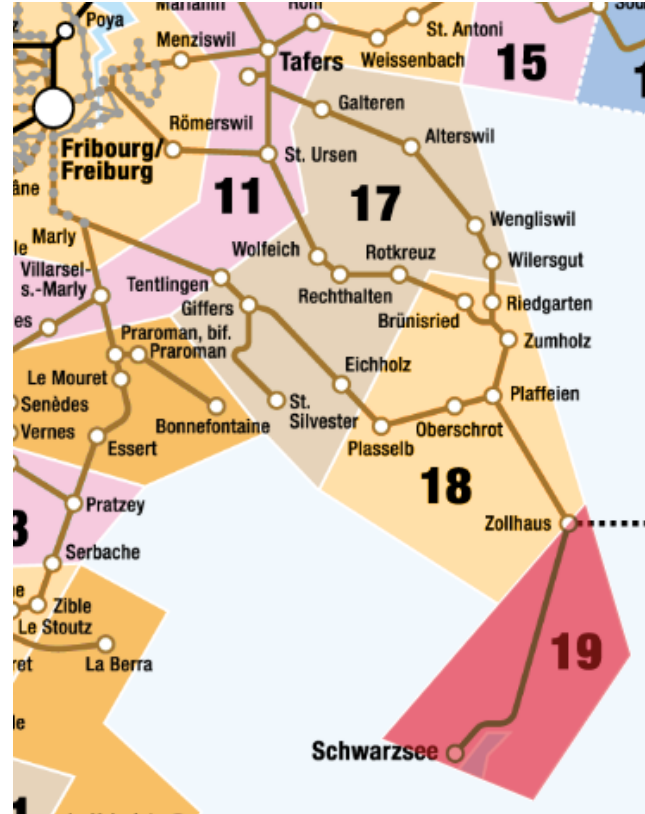 Poya
Menziswil
St. Antoni
Weissenbach
Tafers
15
Galteren
Römerswil
Alterswil
Fribourg/
Freiburg
St. Ursen
11
17
Wengliswil
Marly
Wolfeich
Rotkreuz
Wilersgut
Villarsel-
s.-Marly
Tentlingen
Rechthalten
Giffers
Brünisried
Riedgarten
Praroman, bif.
Praroman
Zumholz
Le Mouret
Eichholz
Plaffeien
Senèdes
Bonnefontaine
St.
Silvester
Oberschrot
Vernes
Essert
Plasselb
18
Pratzey
Zollhaus
Serbache
Zible
Le Stoutz
La Berra
19
Schwarzsee